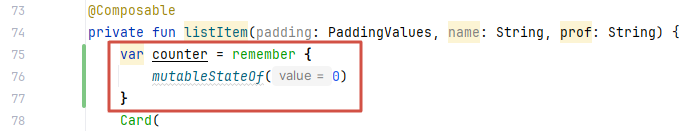 73 @Composable
74 private fun listItem(padding: PaddingValues, name: String, prof: String) {
75 var counter = remember {
76 mutableStateOf( value = 0)
77 }
78 Card(